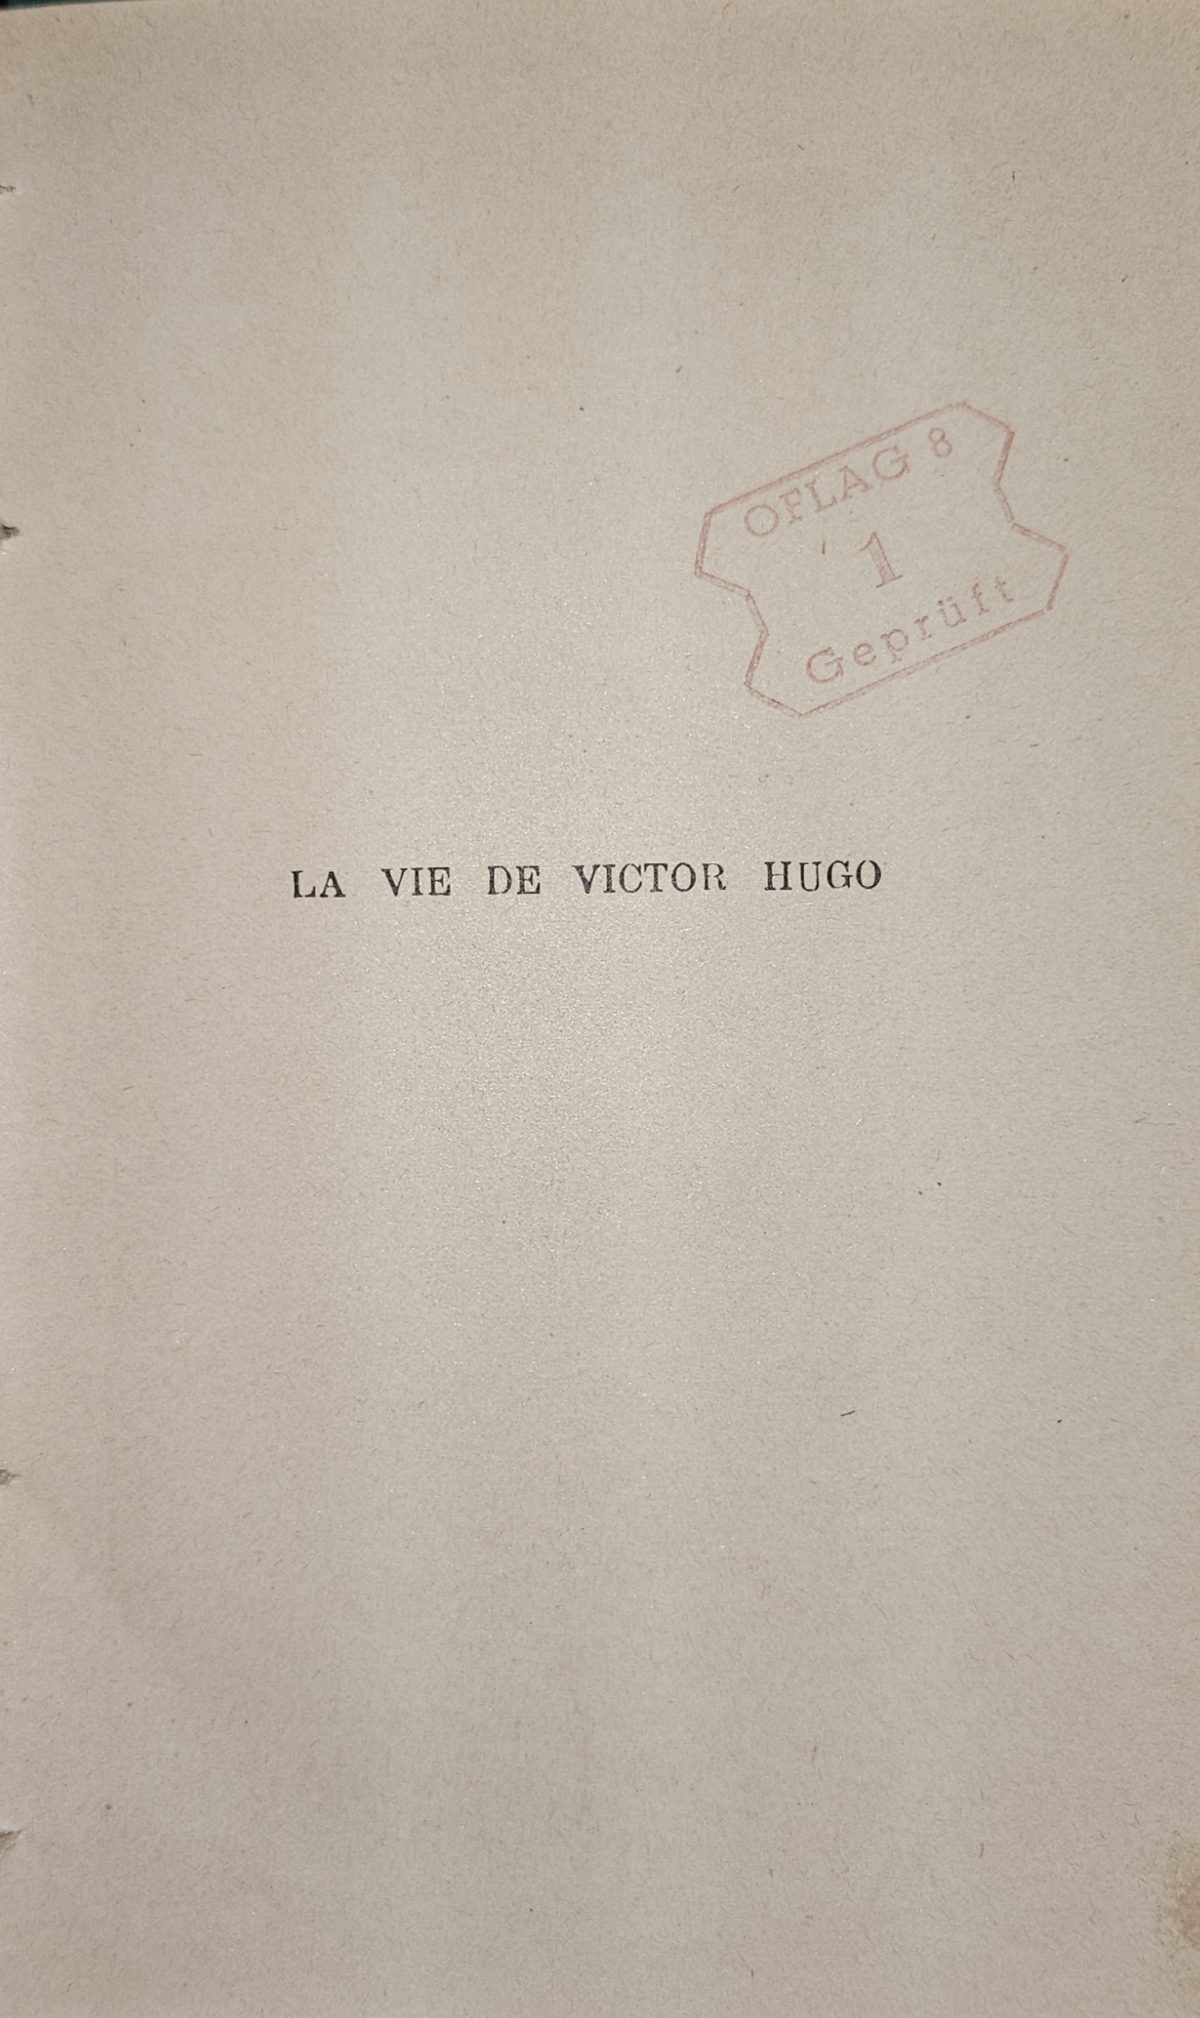 OFLAG 8
1
Geprüft
LA VIE DE VICTOR HUGO